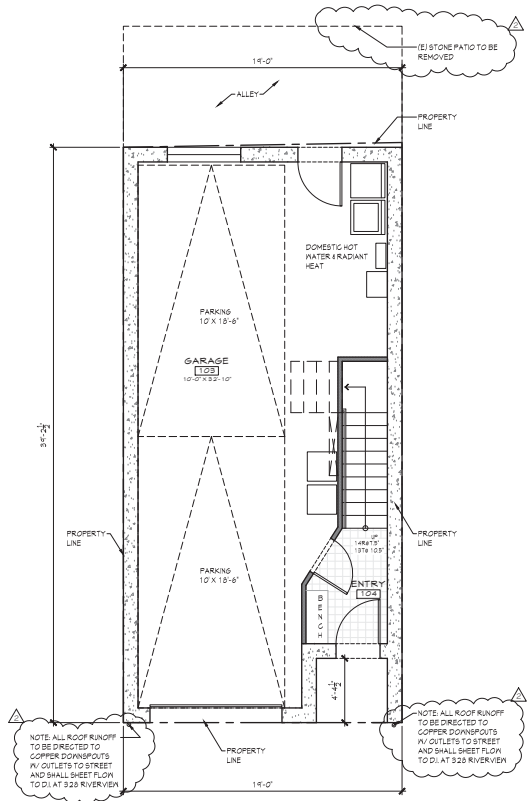 2
(E) STONE PATIO TO BE
REMOVED
19'-0"
ALLEY
PROPERTY
LINE
DOMESTIC HOT
WATER & RADIANT
HEAT
PARKING
10' X 18'-6"
GARAGE
103
10'-0" X 32'-10"
39'-2½"
PROPERTY
LINE
PROPERTY
LINE
UP
14R@7.5"
13T@ 10.5"
PARKING
10' X 18'-6"
ENTRY
104
BENCH
4'-4½"
2
NOTE: ALL ROOF RUNOFF
TO BE DIRECTED TO
COPPER DOWNSPOUTS
W/ OUTLETS TO STREET
AND SHALL SHEET FLOW
TO D.I. AT 328 RIVERVIEW
PROPERTY
LINE
2
NOTE: ALL ROOF RUNOFF
TO BE DIRECTED TO
COPPER DOWNSPOUTS
W/ OUTLETS TO STREET
AND SHALL SHEET FLOW
TO D.I. AT 328 RIVERVIEW
19'-0"